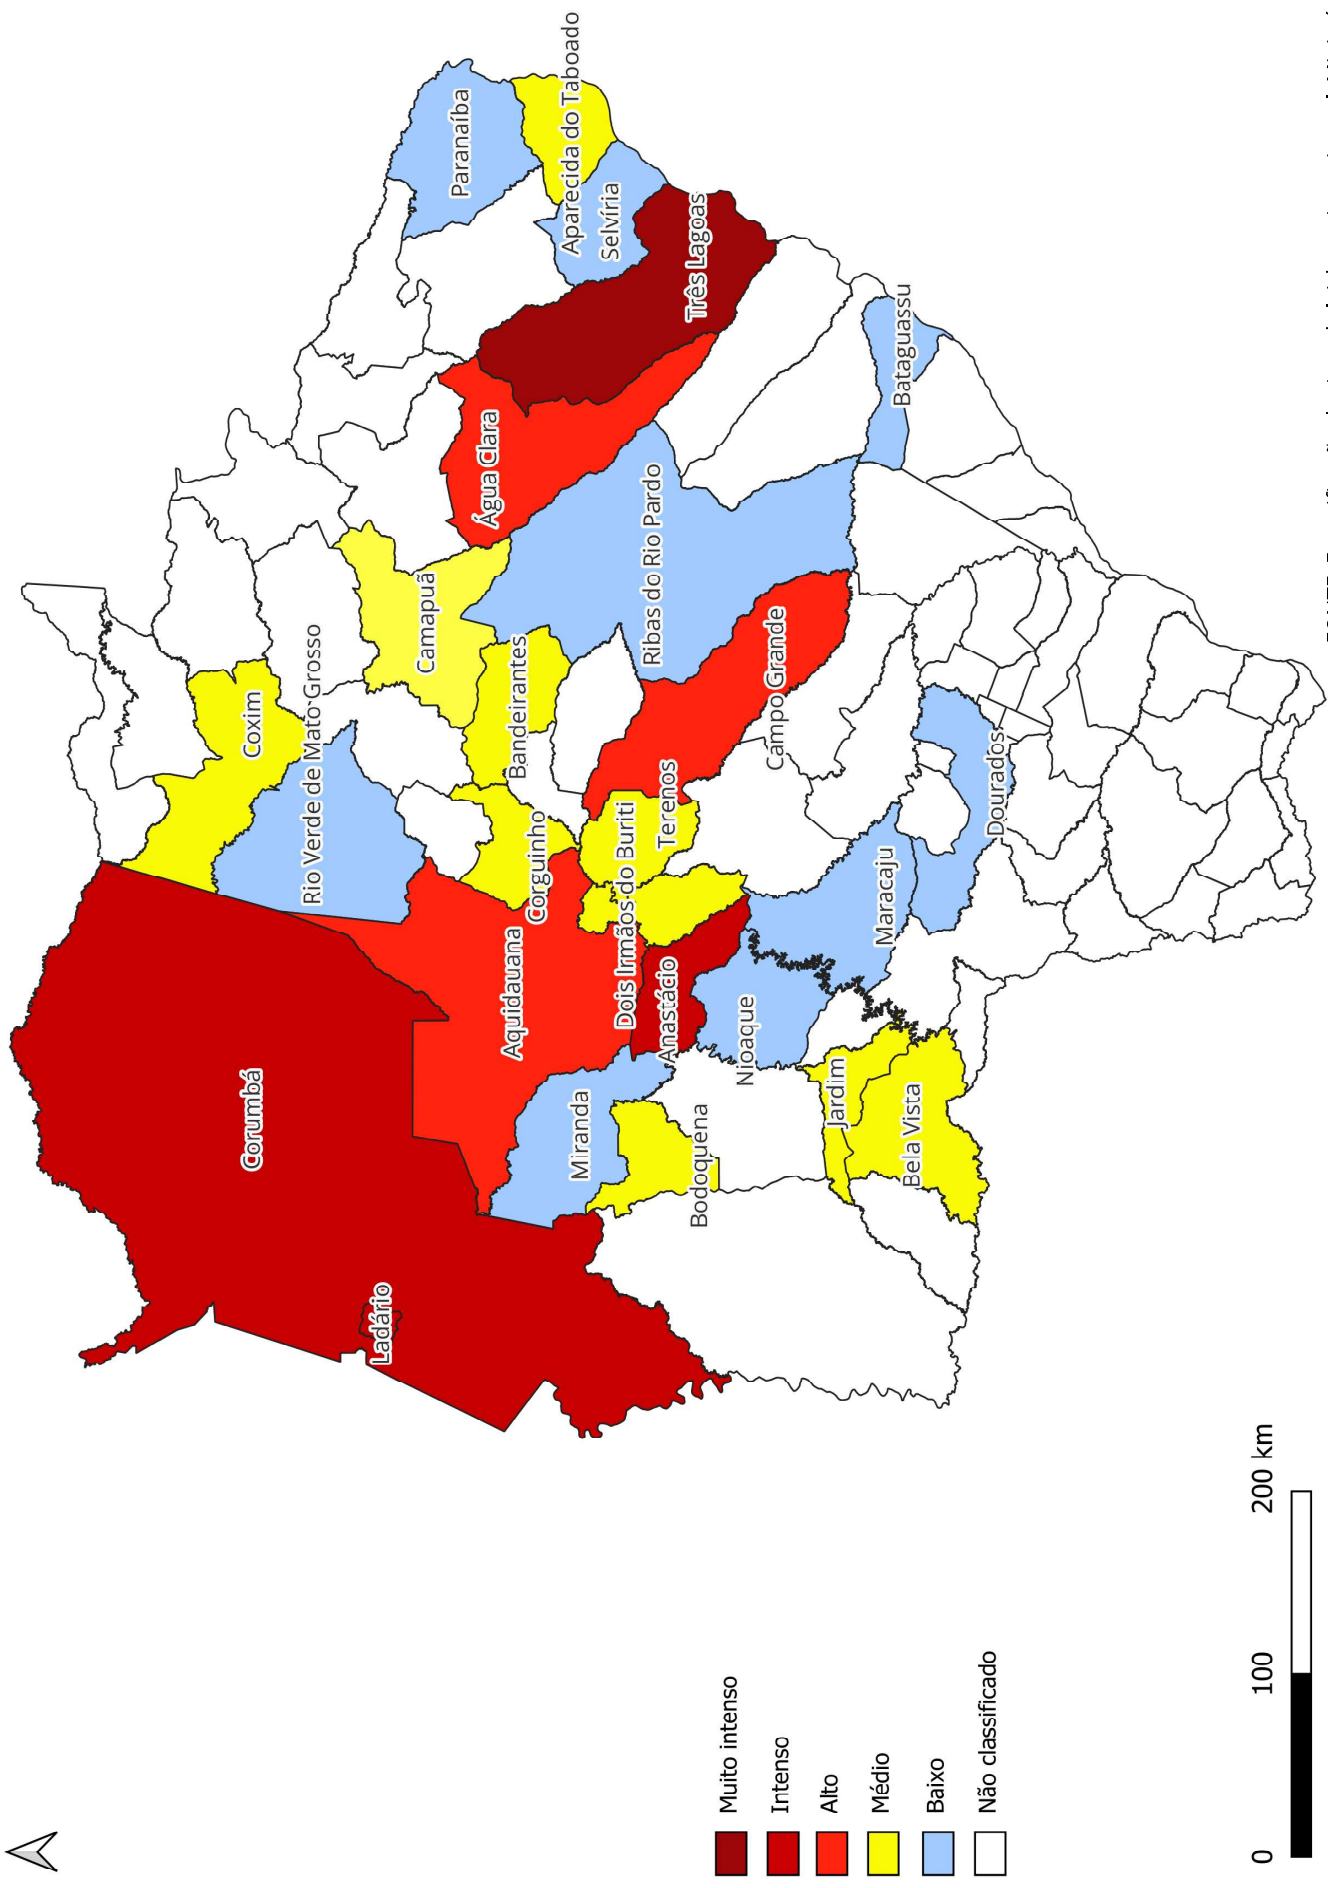 Paranaíba
Aparecida do Taboado
Selvíria
Três Lagoas
Bataguassu
Água Clara
Ribas do Rio Pardo
Camapuã
Campo Grande
Bandeirantes
Coxim
Rio Verde de Mato Grosso
Terenos
Dourados
Corguinho
Dois Irmãos do Buriti
Maracaju
Aquidauana
Anastácio
Nioaque
Corumbá
Miranda
Bodoquena
Jardim
Bela Vista
Ladário
Muito intenso
Intenso
Alto
Médio
Baixo
Não classificado
0 100 200 km